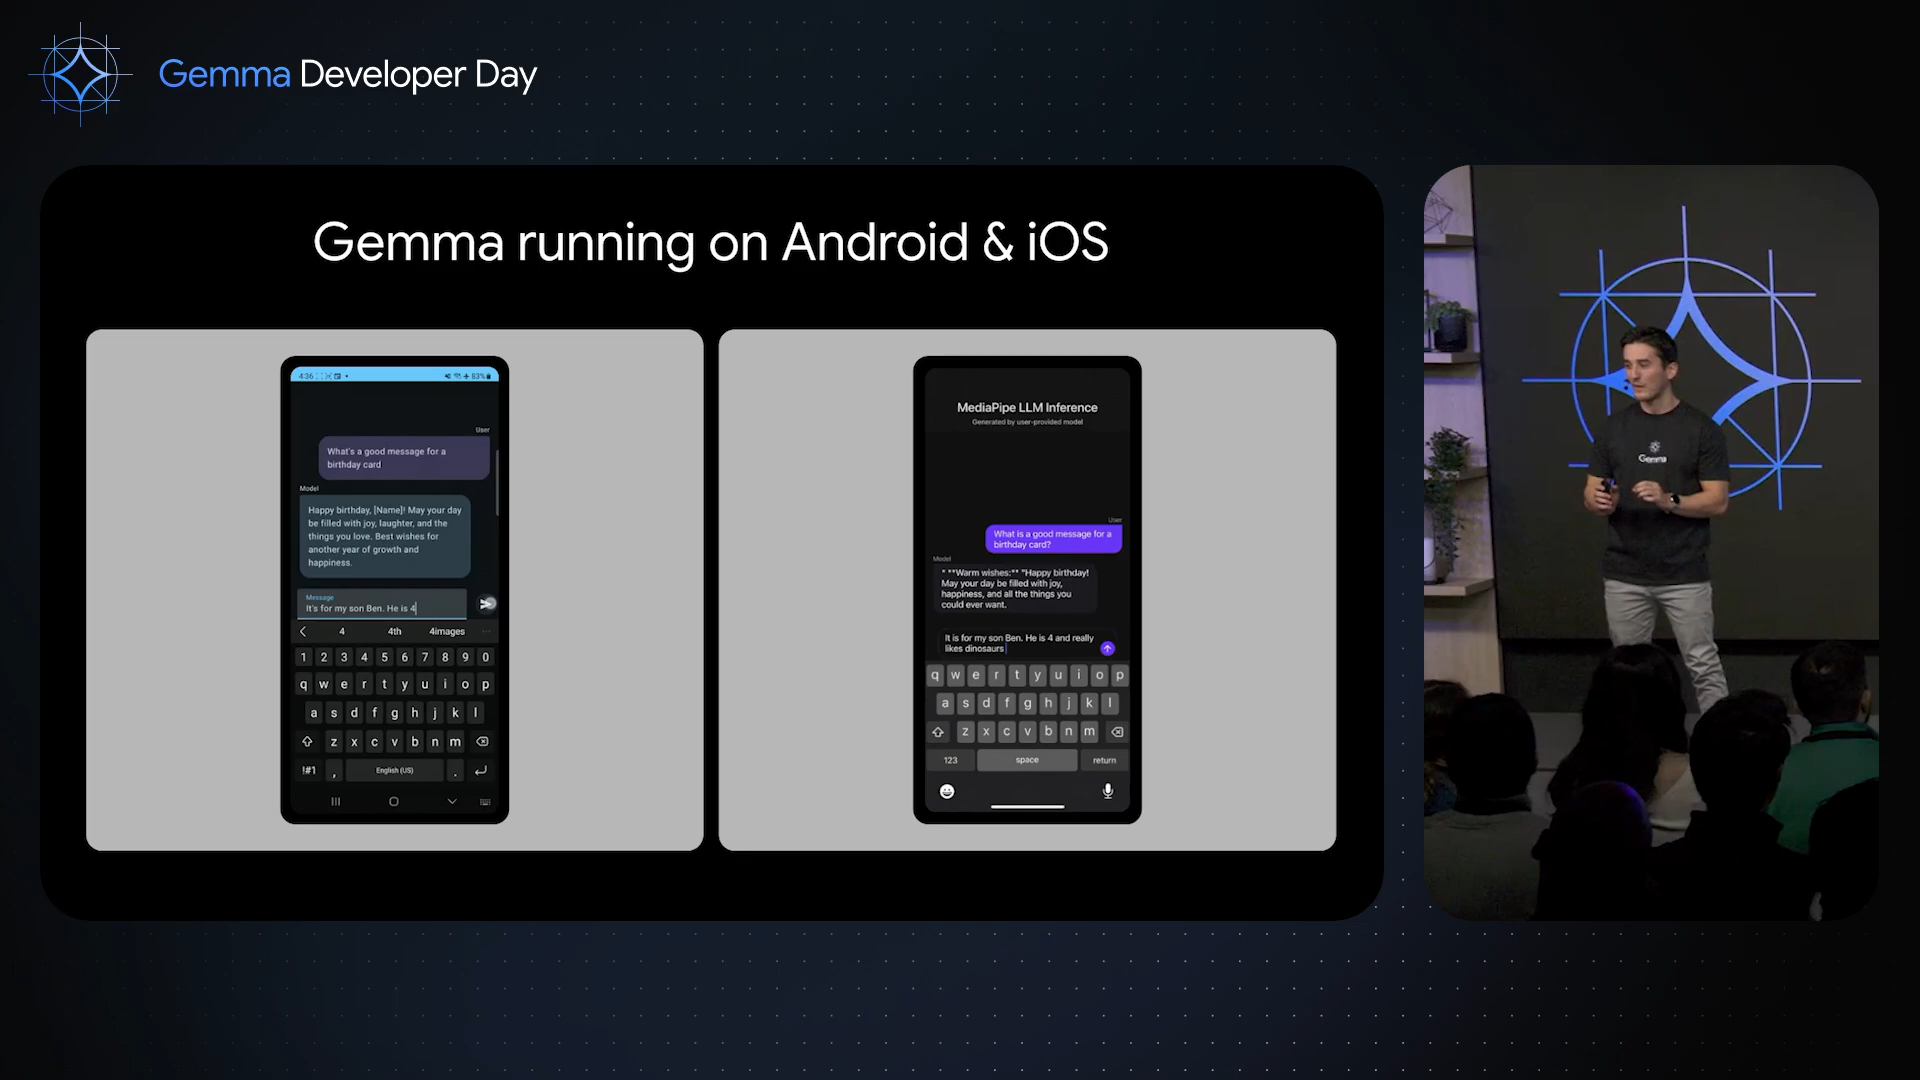 Gemma Developer Day
Gemma running on Android & iOS
4:36
83%
User
What's a good message for a
birthday card
Model
Happy birthday, [Name]! May your day
be filled with joy, laughter, and the
things you love. Best wishes for
another year of growth and
happiness.
Message
It's for my son Ben. He is 4
4 4th 4images
1 2 3 4 5 6 7 8 9 0
q w e r t y u i o p
a s d f g h j k l
z x c v b n m
!#1 , English (US) .
MediaPipe LLM Inference
Generated by user-provided model
User
What is a good message for a
birthday card?
Model
* **Warm wishes:** "Happy birthday!
May your day be filled with joy,
happiness, and all the things you
could ever want.
It is for my son Ben. He is 4 and really
likes dinosaurs
q w e r t y u i o p
a s d f g h j k l
z x c v b n m
123 space return
Gemma